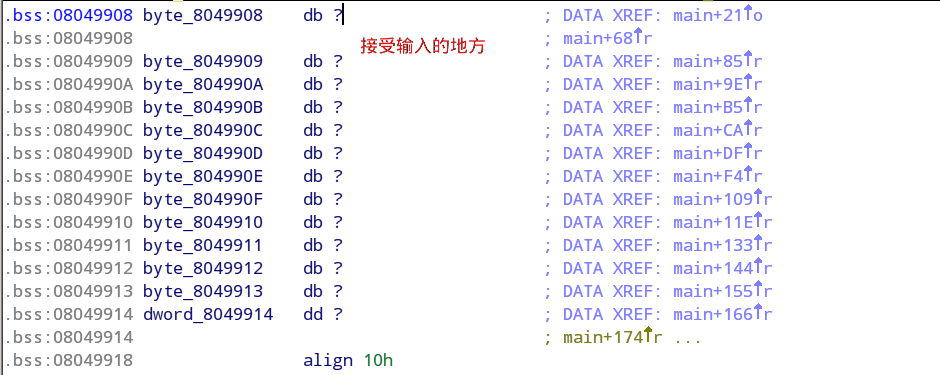 .bss:08049908 byte_8049908 db ? ; DATA XREF: main+21↑o
.bss:08049908 ; main+68↑r
接受输入的地方
.bss:08049909 byte_8049909 db ? ; DATA XREF: main+85↑r
.bss:0804990A byte_804990A db ? ; DATA XREF: main+9E↑r
.bss:0804990B byte_804990B db ? ; DATA XREF: main+B5↑r
.bss:0804990C byte_804990C db ? ; DATA XREF: main+CA↑r
.bss:0804990D byte_804990D db ? ; DATA XREF: main+DF↑r
.bss:0804990E byte_804990E db ? ; DATA XREF: main+F4↑r
.bss:0804990F byte_804990F db ? ; DATA XREF: main+109↑r
.bss:08049910 byte_8049910 db ? ; DATA XREF: main+11E↑r
.bss:08049911 byte_8049911 db ? ; DATA XREF: main+133↑r
.bss:08049912 byte_8049912 db ? ; DATA XREF: main+144↑r
.bss:08049913 byte_8049913 db ? ; DATA XREF: main+155↑r
.bss:08049914 dword_8049914 dd ? ; DATA XREF: main+166↑r
.bss:08049914 ; main+174↑r ...
.bss:08049918 align 10h